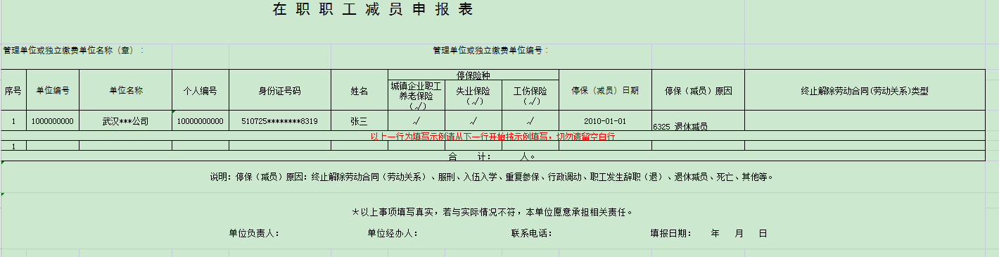 在 职 职 工 减 员 申 报 表
管理单位或独立缴费单位名称（章）： 管理单位或独立缴费单位编号：
序号 单位编号 单位名称 个人编号 身份证号码 姓名 停保险种 停保（减员）日期 停保（减员）原因 终止解除劳动合同(劳动关系)类型
城镇企业职工养老保险（√） 失业保险（√） 工伤保险（√）
1 1000000000 武汉***公司 10000000000 510725********8319 张三 √ √ √ 2010-01-01 6325 退休减员
以上一行为填写示例请从下一行开始按示例填写，切勿遗留空白行
1
合 计： 人。
说明：停保（减员）原因：终止解除劳动合同（劳动关系）、服刑、入伍入学、重复参保、行政调动、职工发生辞职（退）、退休减员、死亡、其他等。
＊以上事项填写真实，若与实际情况不符，本单位愿意承担相关责任。
单位负责人： 单位经办人： 联系电话： 填报日期： 年 月 日